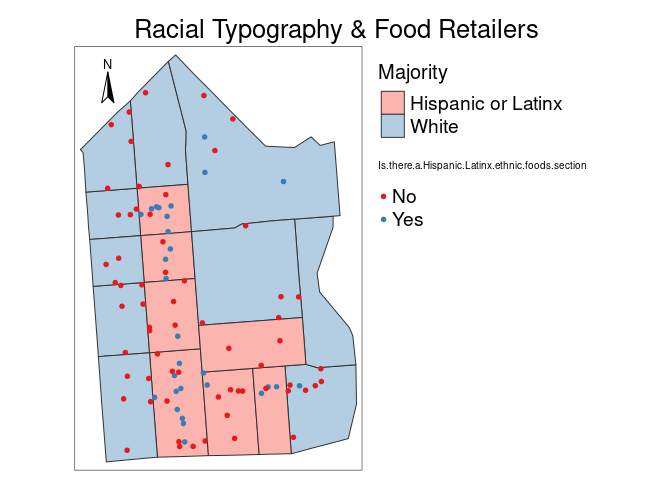 Racial Typography & Food Retailers
N
Majority
Hispanic or Latinx
White
Is.there.a.Hispanic.Latinx.ethnic.foods.section
No
Yes